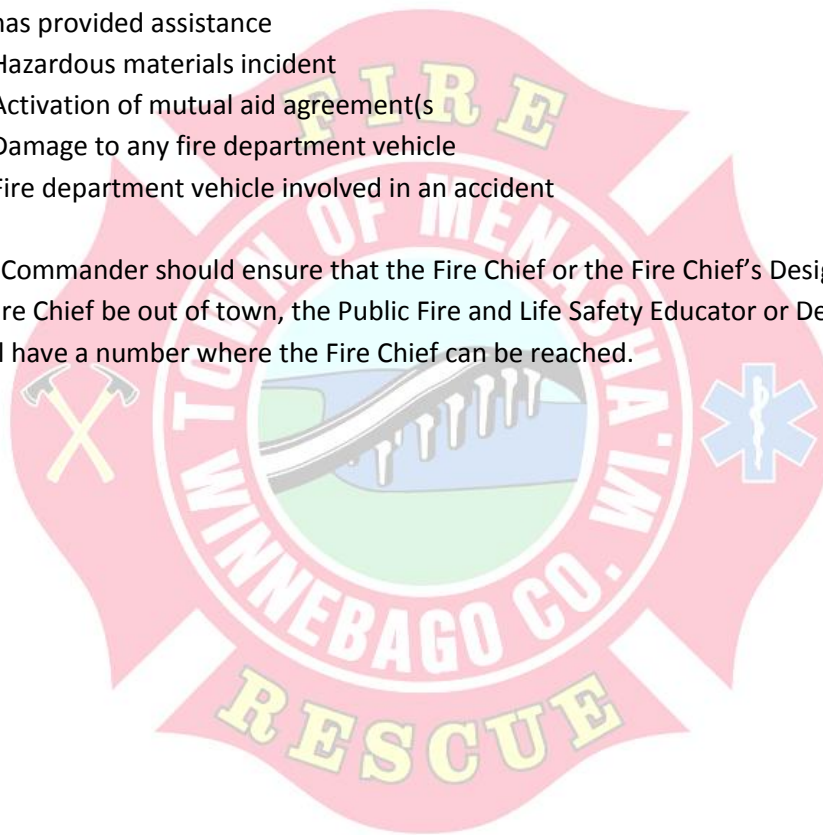 has provided assistance
Hazardous materials incident
Activation of mutual aid agreement(s
Damage to any fire department vehicle
Fire department vehicle involved in an accident
Commander should ensure that the Fire Chief or the Fire Chief's Desig
re Chief be out of town, the Public Fire and Life Safety Educator or De
have a number where the Fire Chief can be reached.
FIRE
TOWN OF MENASHA, WI
WINNEBAGO CO.
RESCUE